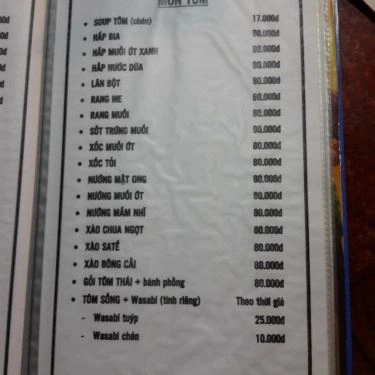 MÓN TÔM
SOUP TÔM (chén) 17.000đ
HẤP BIA 80.000đ
HẤP MUỐI ỚT XANH 80.000đ
HẤP NƯỚC DỪA 80.000đ
LĂN BỘT 80.000đ
RANG ME 80.000đ
RANG MUỐI 80.000đ
SỐT TRỨNG MUỐI 90.000đ
XỐC MUỐI ỚT 80.000đ
XỐC TỎI 80.000đ
NƯỚNG MẬT ONG 80.000đ
NƯỚNG MUỐI ỚT 80.000đ
NƯỚNG MẮM NHĨ 80.000đ
XÀO CHUA NGỌT 80.000đ
XÀO SATẾ 80.000đ
XÀO BÔNG CẢI 80.000đ
GỎI TÔM THÁI + bánh phồng 80.000đ
TÔM SỐNG + Wasabi (tính riêng) Theo thời giá
- Wasabi tuýp 25.000đ
- Wasabi chén 10.000đ